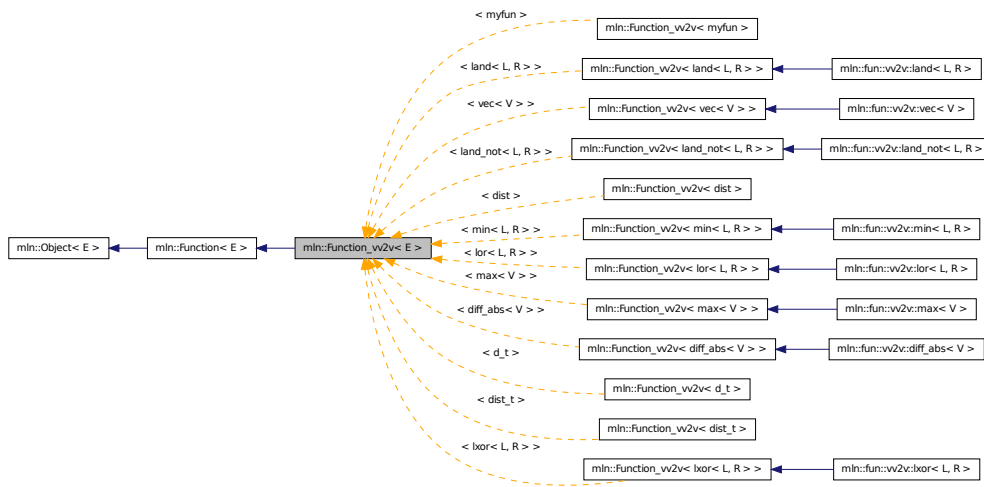 < myfun >
mln::Function_vv2v< myfun >
< land< L, R > >
mln::Function_vv2v< land< L, R > >
mln::fun::vv2v::land< L, R >
< vec< V > >
mln::Function_vv2v< vec< V > >
mln::fun::vv2v::vec< V >
< land_not< L, R > >
mln::Function_vv2v< land_not< L, R > >
mln::fun::vv2v::land_not< L, R >
< dist >
mln::Function_vv2v< dist >
mln::Object< E >
mln::Function< E >
mln::Function_vv2v< E >
< min< L, R > >
mln::Function_vv2v< min< L, R > >
mln::fun::vv2v::min< L, R >
< lor< L, R > >
mln::Function_vv2v< lor< L, R > >
mln::fun::vv2v::lor< L, R >
< max< V > >
mln::Function_vv2v< max< V > >
mln::fun::vv2v::max< V >
< diff_abs< V > >
mln::Function_vv2v< diff_abs< V > >
mln::fun::vv2v::diff_abs< V >
< d_t >
mln::Function_vv2v< d_t >
< dist_t >
mln::Function_vv2v< dist_t >
< lxor< L, R > >
mln::Function_vv2v< lxor< L, R > >
mln::fun::vv2v::lxor< L, R >